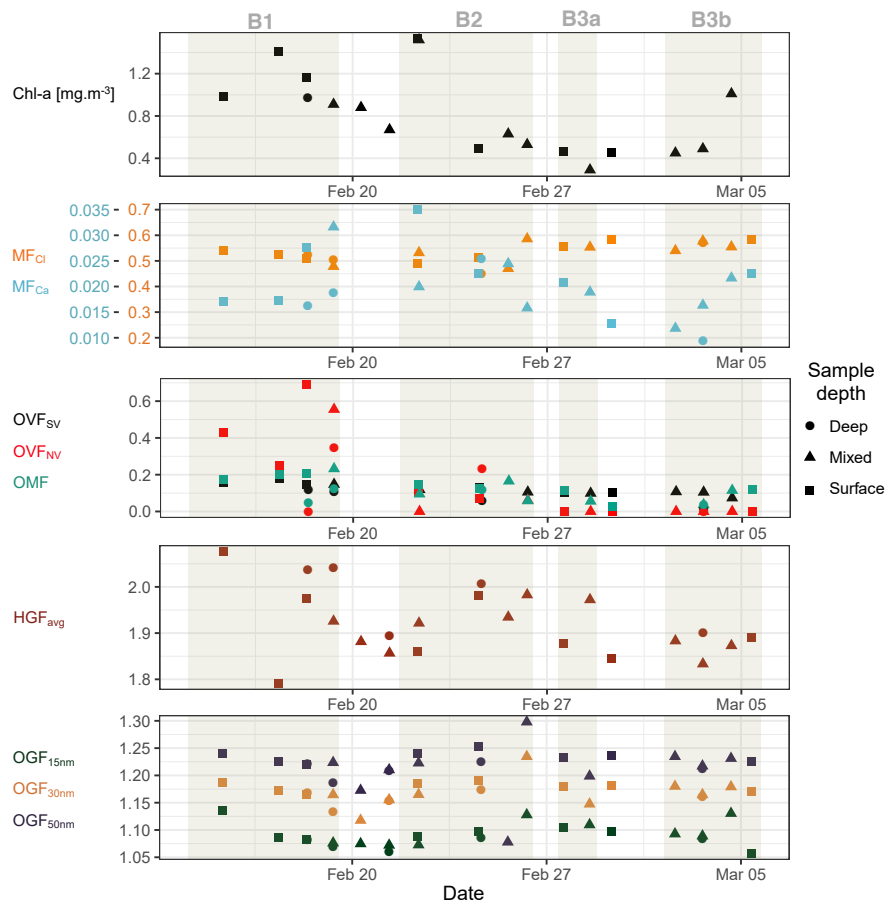 B1 B2 B3a B3b
Chl-a [mg.m-3]
1.2
0.8
0.4
Feb 20 Feb 27 Mar 05
MFCl
MFCa
0.035 0.7
0.030 0.6
0.025 0.5
0.020 0.4
0.015 0.3
0.010 0.2
Feb 20 Feb 27 Mar 05
OVFSV
OVFNV
OMF
0.6
0.4
0.2
0.0
Feb 20 Feb 27 Mar 05
HGFavg
2.0
1.9
1.8
Feb 20 Feb 27 Mar 05
OGF15nm
OGF30nm
OGF50nm
1.30
1.25
1.20
1.15
1.10
1.05
Feb 20 Feb 27 Mar 05
Date
Sample
depth
Deep
Mixed
Surface